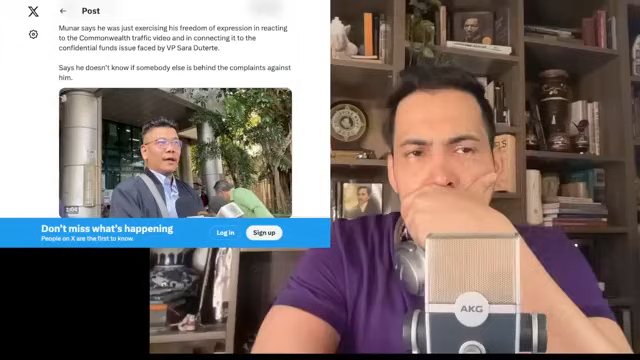 Post
Munar says he was just exercising his freedom of expression in reacting
to the Commonwealth traffic video and in connecting it to the
confidential funds issue faced by VP Sara Duterte.
Says he doesn't know if somebody else is behind the complaints against
him.
1:04
Don't miss what's happening
People on X are the first to know.
Log in
Sign up
AKG